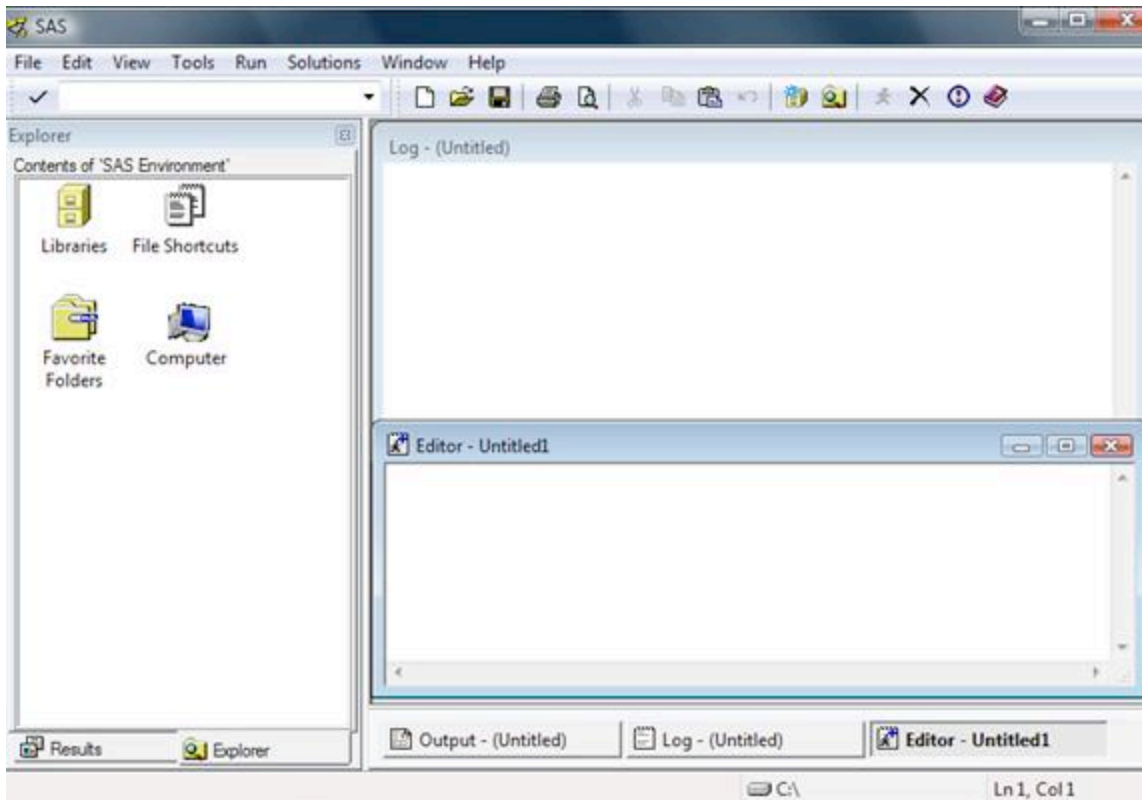 SAS
File Edit View Tools Run Solutions Window Help
Explorer
Contents of 'SAS Environment'
Libraries File Shortcuts
Favorite Folders
Computer
Log - (Untitled)
Editor - Untitled1
Results Explorer
Output - (Untitled) Log - (Untitled) Editor - Untitled1
C:\ Ln 1, Col 1